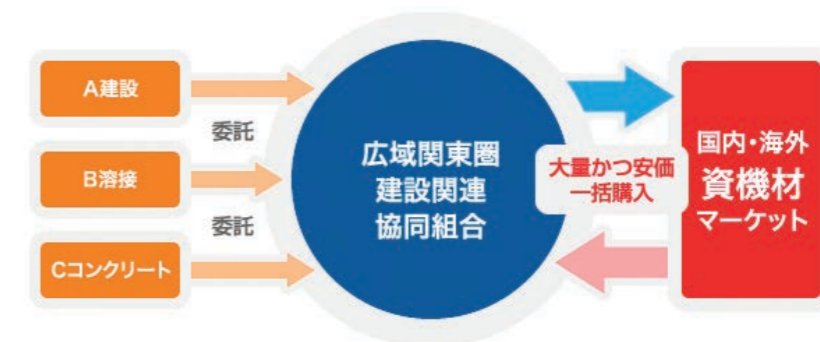 A建設
委託
B溶接
委託
Cコンクリート
広域関東圏
建設関連
協同組合
大量かつ安価
一括購入
国内・海外
資機材
マーケット